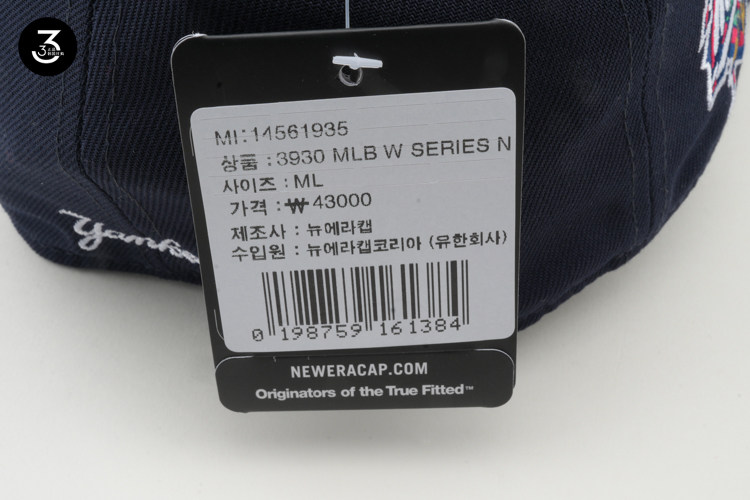 3
MI:14561935
상품 : 3930 MLB W SERIES N
사이즈 : ML
가격 : ₩ 43000
제조사 : 뉴에라캡
수입원 : 뉴에라캡코리아 (유한회사)
0 198759 161384
NEWERACAP.COM
Originators of the True Fitted™
Yanke